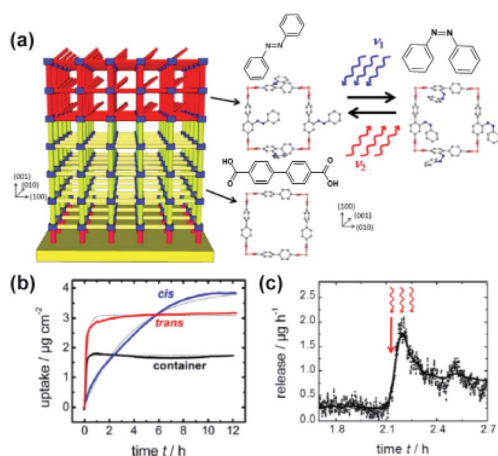 (a)
N=N
ν1
N=N
ν2
HO
O
O
OH
(001)
(010)
(100)
(100)
(001)
(010)
(b)
4
3
2
1
0
uptake / µg cm-2
cis
trans
container
0 2 4 6 8 10 12
time t / h
(c)
2.5
2.0
1.5
1.0
0.5
0.0
release / µg h-1
1.8 2.1 2.4 2.7
time t / h